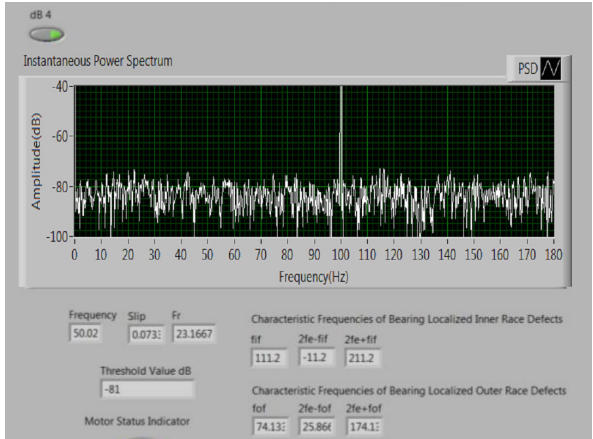 dB 4
Instantaneous Power Spectrum
PSD
Amplitude(dB)
-40
-60
-80
-100
0 10 20 30 40 50 60 70 80 90 100 110 120 130 140 150 160 170 180
Frequency(Hz)
Frequency Slip Fr
50.02 0.073 23.1667
Threshold Value dB
-81
Motor Status Indicator
Characteristic Frequencies of Bearing Localized Inner Race Defects
fif 2fe-fif 2fe+fif
111.2 -11.2 211.2
Characteristic Frequencies of Bearing Localized Outer Race Defects
fof 2fe-fof 2fe+fof
74.13 25.86 174.1